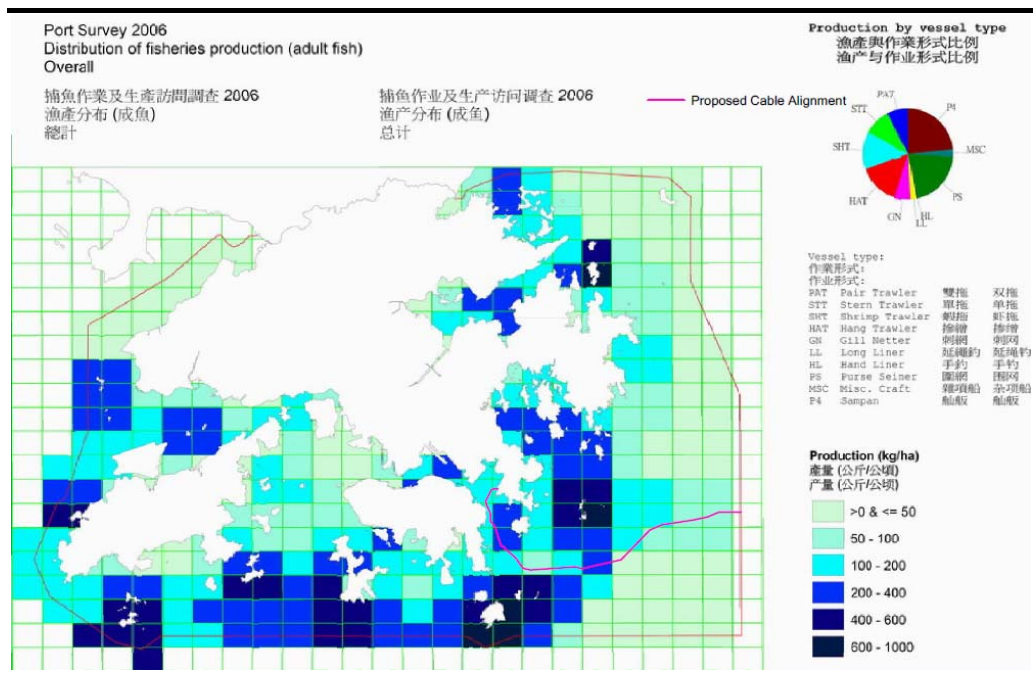 Port Survey 2006
Distribution of fisheries production (adult fish)
Overall
捕魚作業及生產訪問調查 2006
漁產分布 (成魚)
總計
捕鱼作业及生产访问调查 2006
渔产分布 (成鱼)
总计
Proposed Cable Alignment
Production by vessel type
漁產與作業形式比例
渔产与作业形式比例
PAT
P4
STT
MSC
SHT
PS
HAT
HL
GN
LL
Vessel type:
作業形式:
作业形式:
PAT Pair Trawler 雙拖 双拖
STT Stern Trawler 單拖 单拖
SHT Shrimp Trawler 蝦拖 虾拖
HAT Hang Trawler 摻繒 掺缯
GN Gill Netter 刺網 刺网
LL Long Liner 延繩釣 延绳钓
HL Hand Liner 手釣 手钓
PS Purse Seiner 圍網 围网
MSC Misc. Craft 雜項船 杂项船
P4 Sampan 舢舨 舢舨
Production (kg/ha)
產量 (公斤/公頃)
产量 (公斤/公顷)
>0 & <= 50
50 - 100
100 - 200
200 - 400
400 - 600
600 - 1000